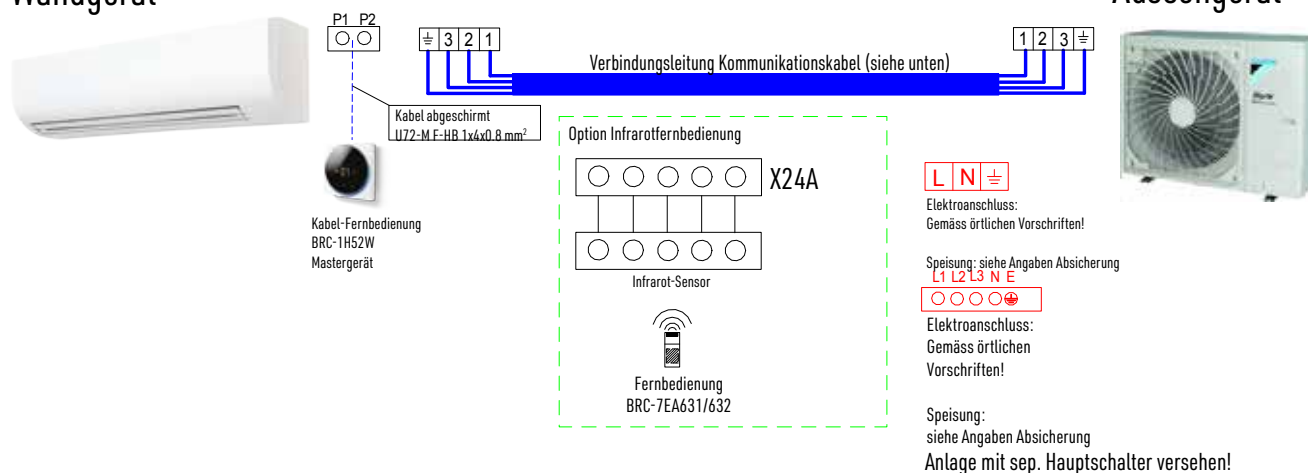 Wandgerät
Aussengerät
P1 P2
⏚ 3 2 1
1 2 3 ⏚
Verbindungsleitung Kommunikationskabel (siehe unten)
Kabel abgeschirmt
U72-M F-HB 1x4x0.8 mm²
Kabel-Fernbedienung
BRC-1H52W
Mastergerät
Option Infrarotfernbedienung
X24A
Infrarot-Sensor
Fernbedienung
BRC-7EA631/632
L N ⏚
Elektroanschluss:
Gemäss örtlichen Vorschriften!
Speisung: siehe Angaben Absicherung
L1 L2 L3 N E
Elektroanschluss:
Gemäss örtlichen
Vorschriften!
Speisung:
siehe Angaben Absicherung
Anlage mit sep. Hauptschalter versehen!